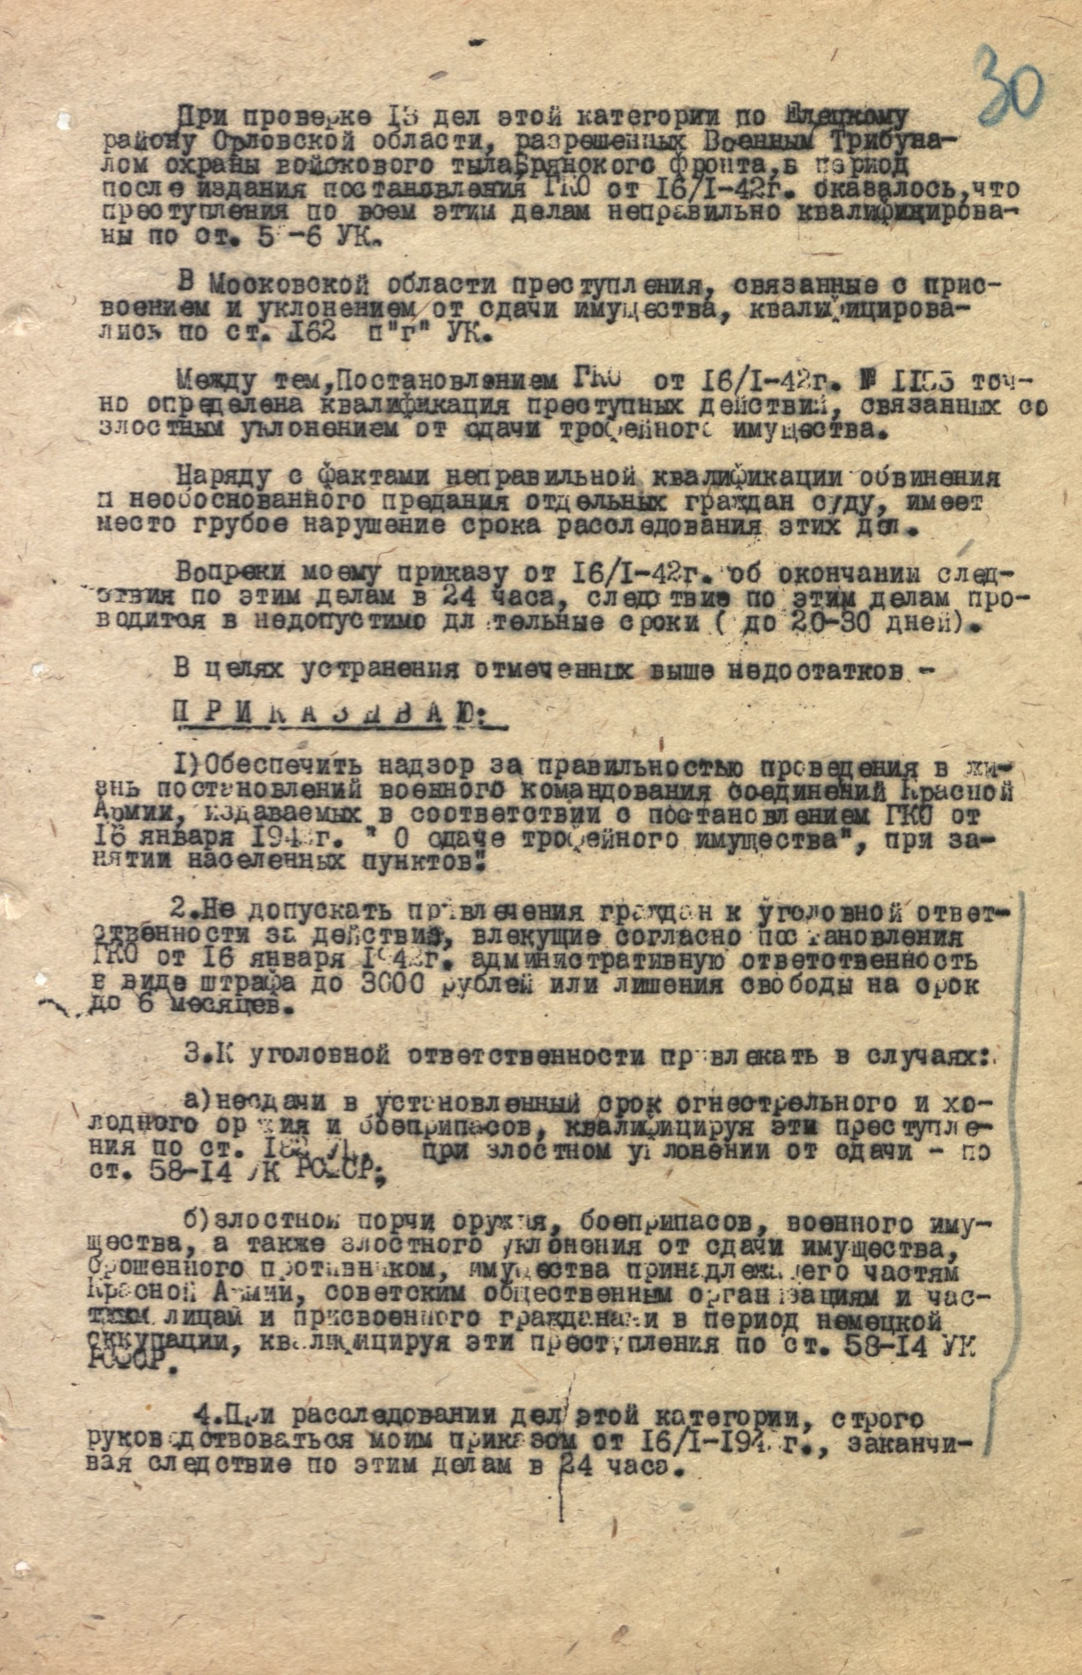 30
При проверке 13 дел этой категории по Елецкому
району Орловской области, разрешенных Военным Трибуна-
лом охраны войскового тыла Брянского фронта, в период
после издания постановления ГКО от 16/I-42г. оказалось, что
преступления по всем этим делам неправильно квалифицирова-
ны по ст. 5 -6 УК.
В Московской области преступления, связанные с прис-
воением и уклонением от сдачи имущества, квалифицирова-
лись по ст. 162 п"г" УК.
Между тем, Постановлением ГКО от 16/I-42г. № 1155 точ-
но определена квалификация преступных действий, связанных со
злостным уклонением от сдачи трофейного имущества.
Наряду с фактами неправильной квалификации обвинения
и необоснованного предания отдельных граждан суду, имеет
место грубое нарушение срока расследования этих дел.
Вопреки моему приказу от 16/I-42г. об окончании след-
ствия по этим делам в 24 часа, следствие по этим делам про-
водится в недопустимо длительные сроки ( до 20-30 дней).
В целях устранения отмеченных выше недостатков -
П Р И К А З Ы В А Ю:
1)Обеспечить надзор за правильностью проведения в жи-
знь постановлений военного командования соединений Красной
Армии, издаваемых в соответствии с постановлением ГКО от
16 января 1942г. " О сдаче трофейного имущества", при за-
нятии населенных пунктов".
2.Не допускать привлечения граждан к уголовной ответ-
ственности за действия, влекущие согласно постановления
ГКО от 16 января 1942г. административную ответственность
в виде штрафа до 3000 рублей или лишения свободы на срок
до 6 месяцев.
3.К уголовной ответственности привлекать в случаях:
а)несдачи в установленный срок огнестрельного и хо-
лодного оружия и боеприпасов, квалифицируя эти преступле-
ния по ст. 182 УК, при злостном уклонении от сдачи - по
ст. 58-14 УК РСФСР;
б)злостной порчи оружия, боеприпасов, военного иму-
щества, а также злостного уклонения от сдачи имущества,
брошенного противником, имущества принадлежащего частям
Красной Армии, советским общественным организациям и час-
тным лицам и присвоенного гражданами в период немецкой
оккупации, квалифицируя эти преступления по ст. 58-14 УК
РСФСР.
4.При расследовании дел этой категории, строго
руководствоваться моим приказом от 16/I-194 г., заканчи-
вая следствие по этим делам в 24 часа.